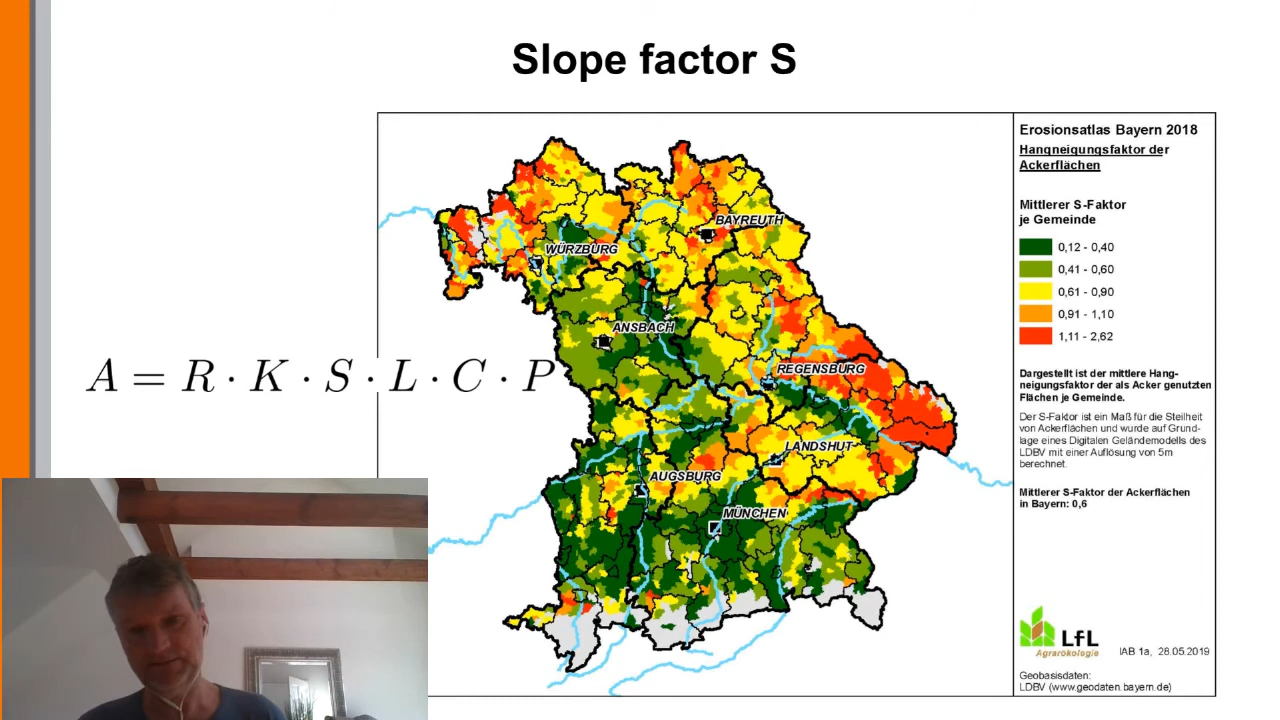 Slope factor S
A = R · K · S · L · C · P
BAYREUTH
WÜRZBURG
ANSBACH
REGENSBURG
LANDSHUT
AUGSBURG
MÜNCHEN
Erosionsatlas Bayern 2018
Hangneigungsfaktor der
Ackerflächen
Mittlerer S-Faktor
je Gemeinde
0,12 - 0,40
0,41 - 0,60
0,61 - 0,90
0,91 - 1,10
1,11 - 2,62
Dargestellt ist der mittlere Hang-
neigungsfaktor der als Acker genutzten
Flächen je Gemeinde.
Der S-Faktor ist ein Maß für die Steilheit
von Ackerflächen und wurde auf Grund-
lage eines Digitalen Geländemodells des
LDBV mit einer Auflösung von 5m
berechnet.
Mittlerer S-Faktor der Ackerflächen
in Bayern: 0,6
LfL
Agrarökologie
IAB 1a, 28.05.2019
Geobasisdaten:
LDBV (www.geodaten.bayern.de)